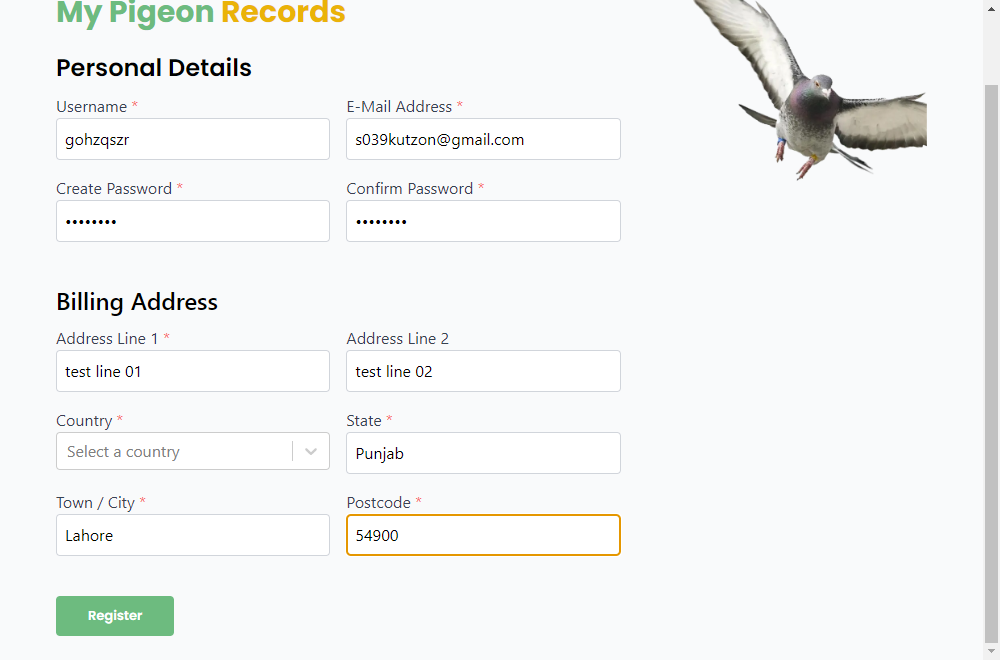 My Pigeon Records
Personal Details
Username *
E-Mail Address *
gohzqszr
s039kutzon@gmail.com
Create Password *
Confirm Password *
••••••••
••••••••
Billing Address
Address Line 1 *
Address Line 2
test line 01
test line 02
Country *
State *
Select a country
Punjab
Town / City *
Postcode *
Lahore
54900
Register